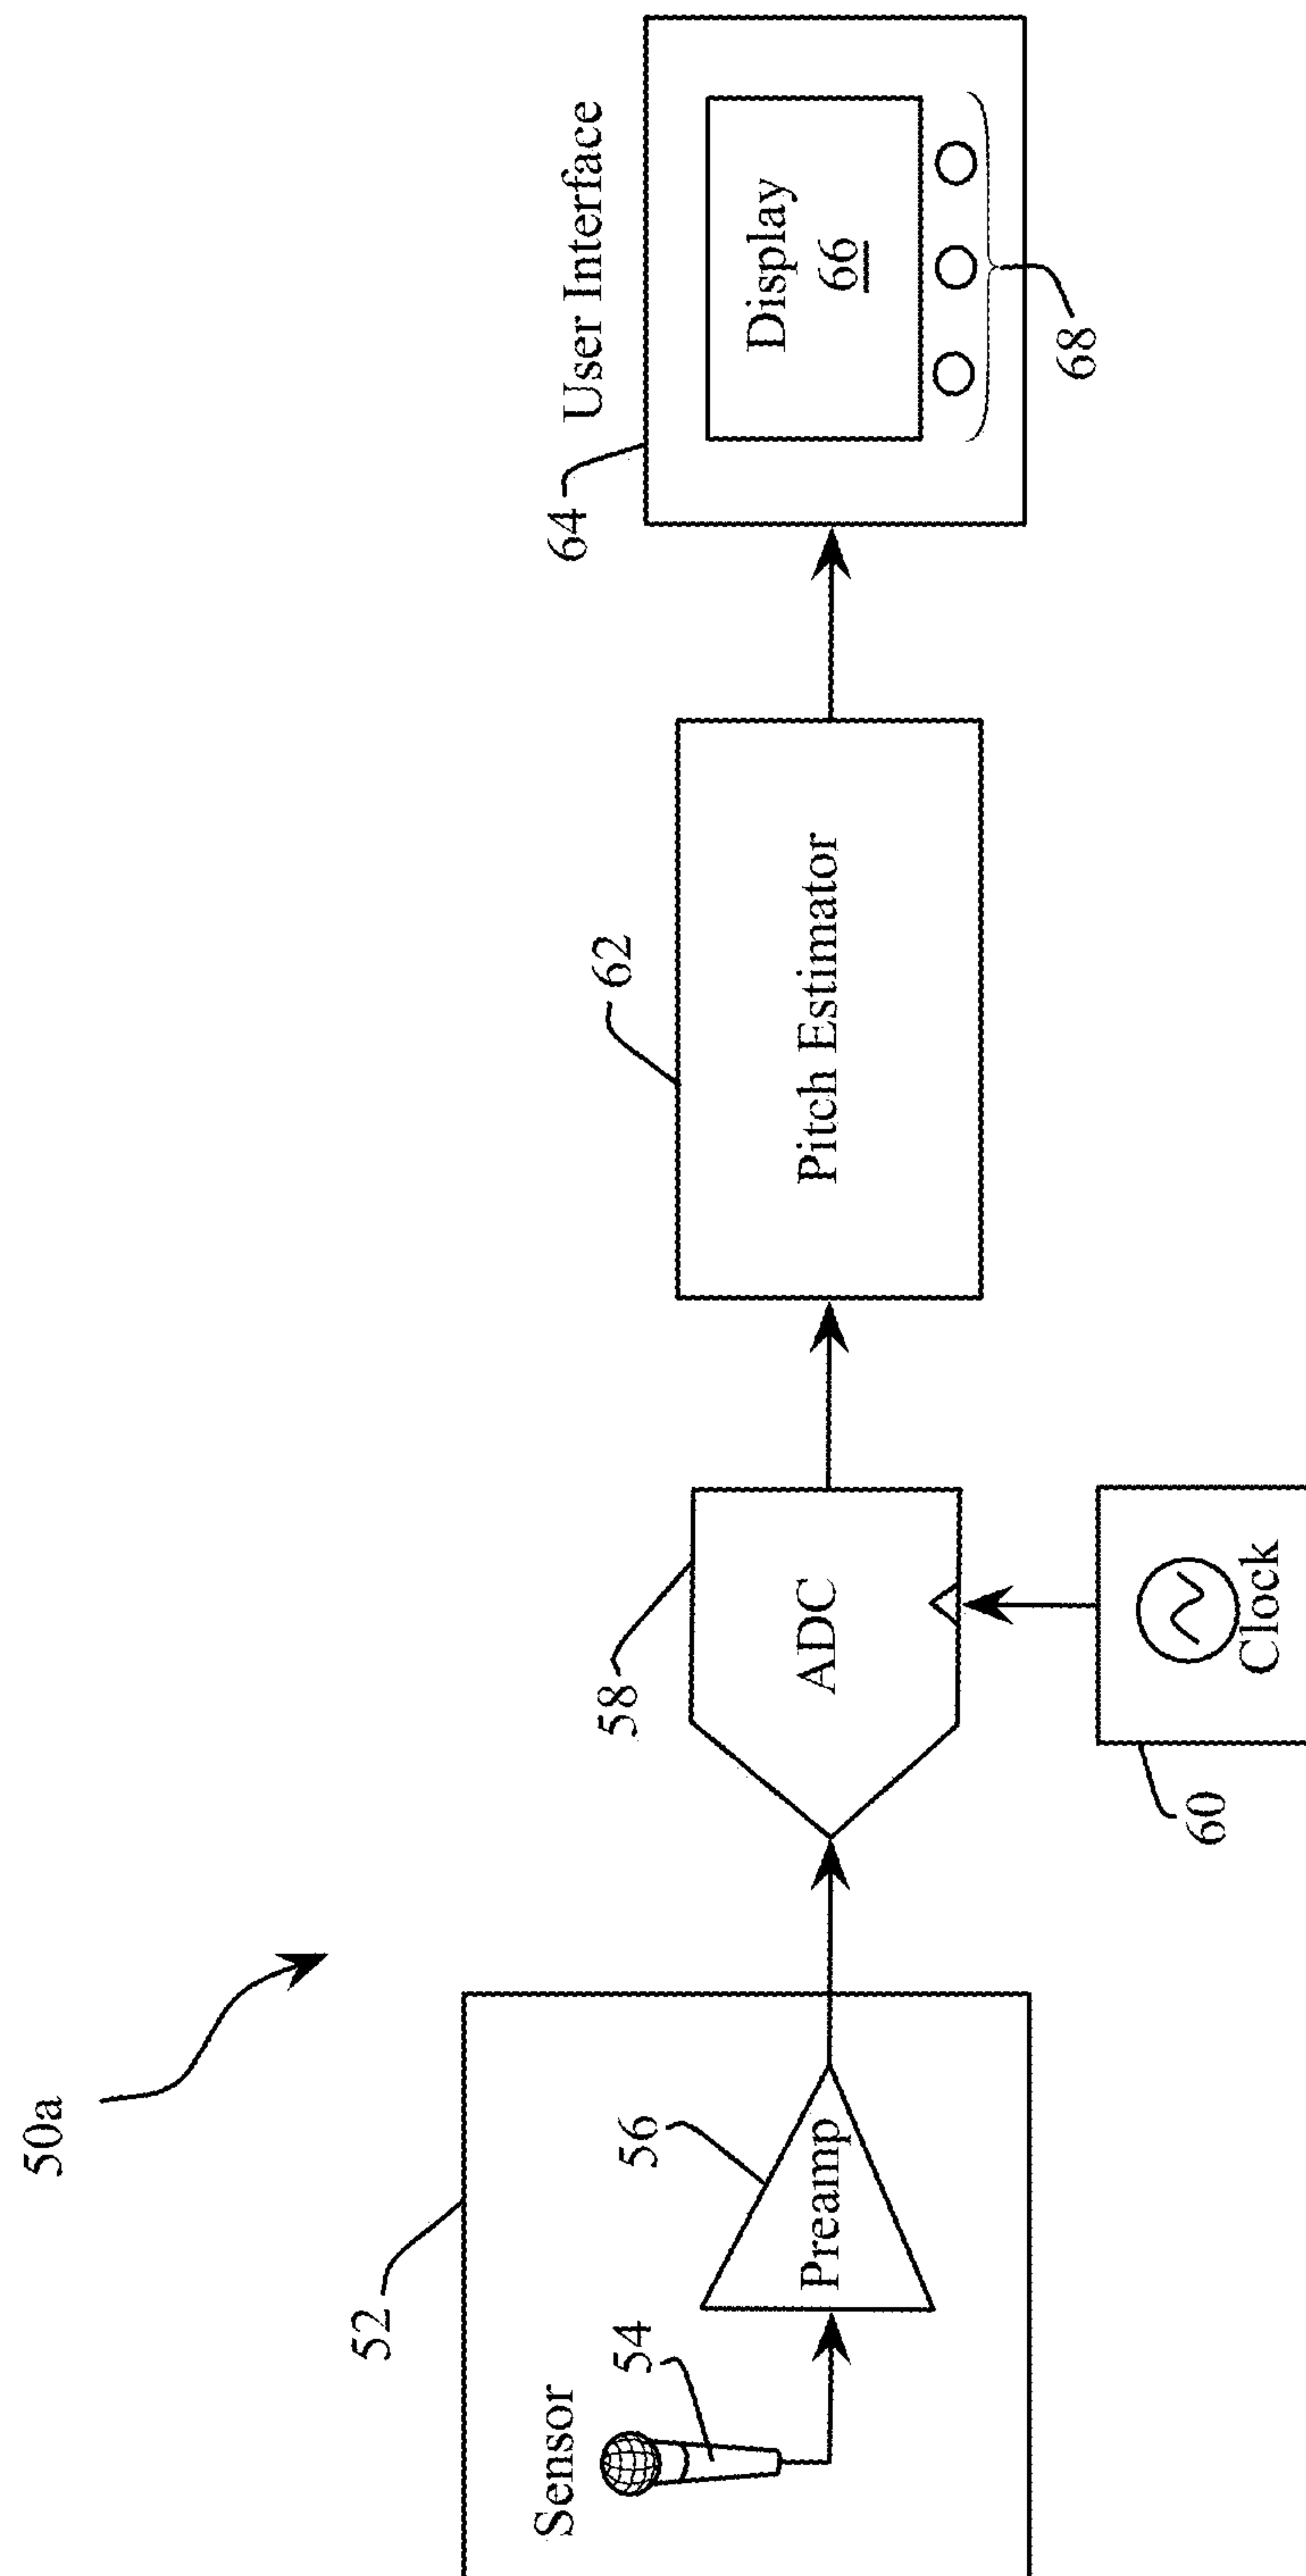 50a
52
Sensor
54
56
Preamp
58
ADC
60
Clock
62
Pitch Estimator
64
User Interface
Display
66
68